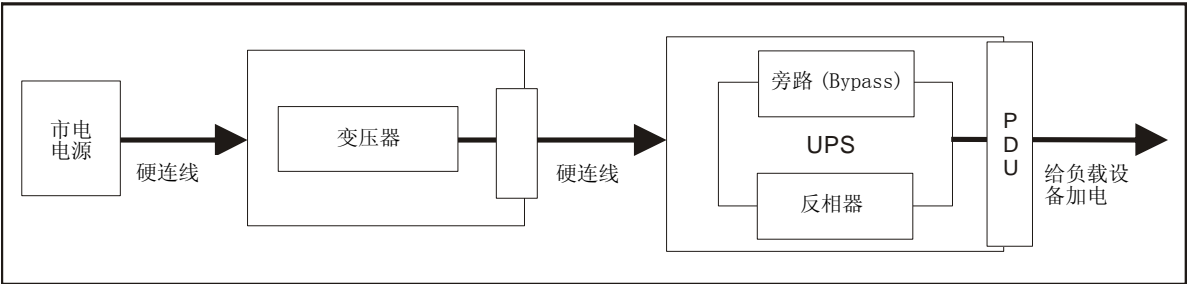 市电
电源
硬连线
变压器
硬连线
旁路 (Bypass)
UPS
反相器
P
D
U
给负载设
备加电